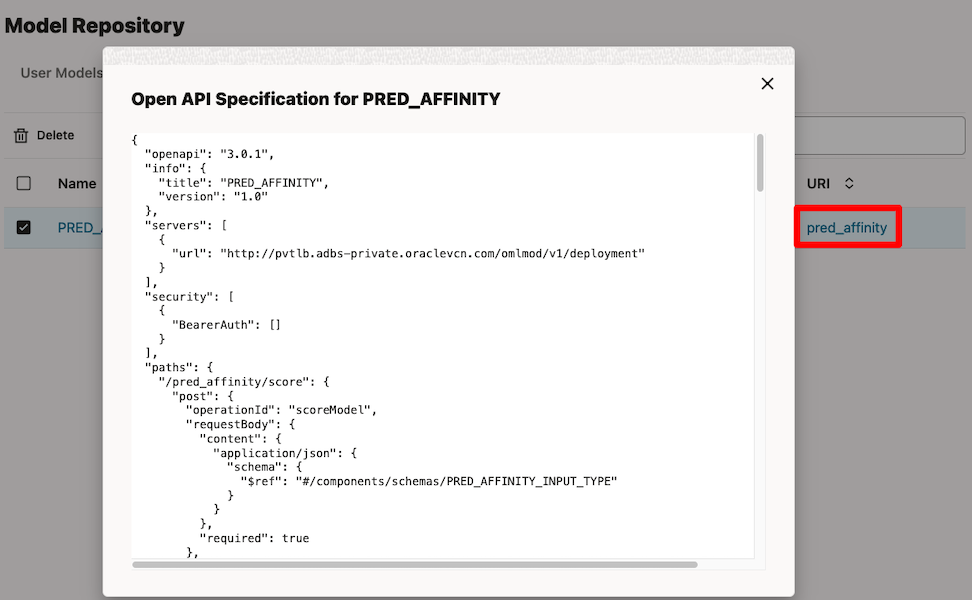 Model Repository
User Models
Open API Specification for PRED_AFFINITY
Delete
Name
URI
PRED_
pred_affinity
{
  "openapi": "3.0.1",
  "info": {
    "title": "PRED_AFFINITY",
    "version": "1.0"
  },
  "servers": [
    {
      "url": "http://pvtlb.adbs-private.oraclevcn.com/omlmod/v1/deployment"
    }
  ],
  "security": [
    {
      "BearerAuth": []
    }
  ],
  "paths": {
    "/pred_affinity/score": {
      "post": {
        "operationId": "scoreModel",
        "requestBody": {
          "content": {
            "application/json": {
              "schema": {
                "$ref": "#/components/schemas/PRED_AFFINITY_INPUT_TYPE"
              }
            }
          },
          "required": true
        },